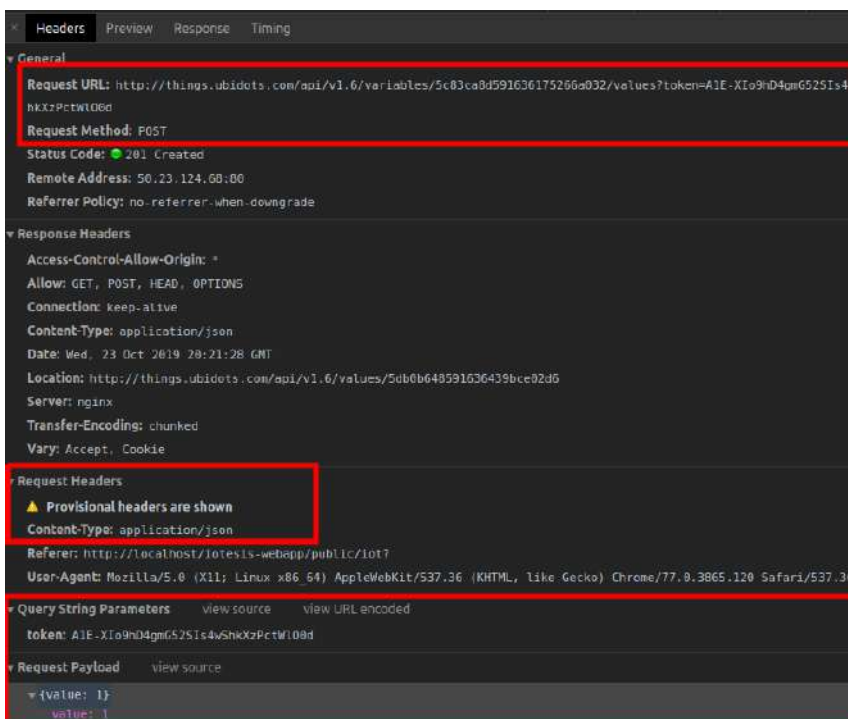 × Headers Preview Response Timing
▾ General
Request URL: http://things.ubidots.com/api/v1.6/variables/5c83ca8d591636175266a032/values?token=A1E-XIo9hD4gmG52SIs4
hkXzPctWl00d
Request Method: POST
Status Code: 201 Created
Remote Address: 50.23.124.68:80
Referrer Policy: no-referrer-when-downgrade
▾ Response Headers
Access-Control-Allow-Origin: *
Allow: GET, POST, HEAD, OPTIONS
Connection: keep-alive
Content-Type: application/json
Date: Wed, 23 Oct 2019 20:21:28 GMT
Location: http://things.ubidots.com/api/v1.6/values/5db0b648591636439bce02d6
Server: nginx
Transfer-Encoding: chunked
Vary: Accept, Cookie
▾ Request Headers
Provisional headers are shown
Content-Type: application/json
Referer: http://localhost/iotesis-webapp/public/iot?
User-Agent: Mozilla/5.0 (X11; Linux x86_64) AppleWebKit/537.36 (KHTML, like Gecko) Chrome/77.0.3865.120 Safari/537.36
▾ Query String Parameters view source view URL encoded
token: A1E-XIo9hD4gmG52SIs4wShkXzPctWl00d
▾ Request Payload view source
▾ {value: 1}
value: 1